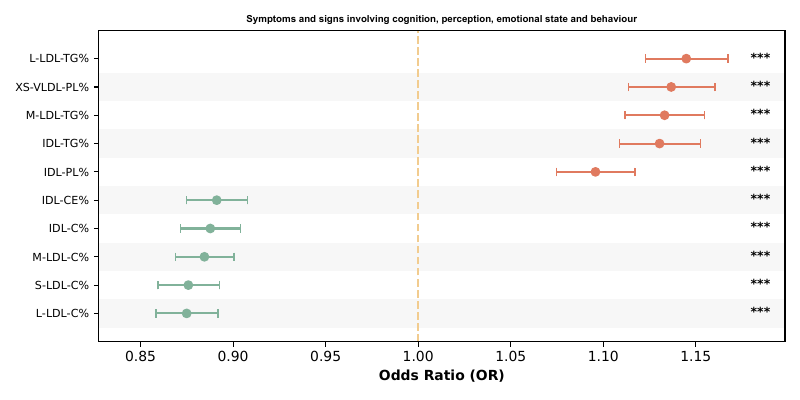 Symptoms and signs involving cognition, perception, emotional state and behaviour
L-LDL-TG% ***
XS-VLDL-PL% ***
M-LDL-TG% ***
IDL-TG% ***
IDL-PL% ***
IDL-CE% ***
IDL-C% ***
M-LDL-C% ***
S-LDL-C% ***
L-LDL-C% ***
0.85 0.90 0.95 1.00 1.05 1.10 1.15
Odds Ratio (OR)